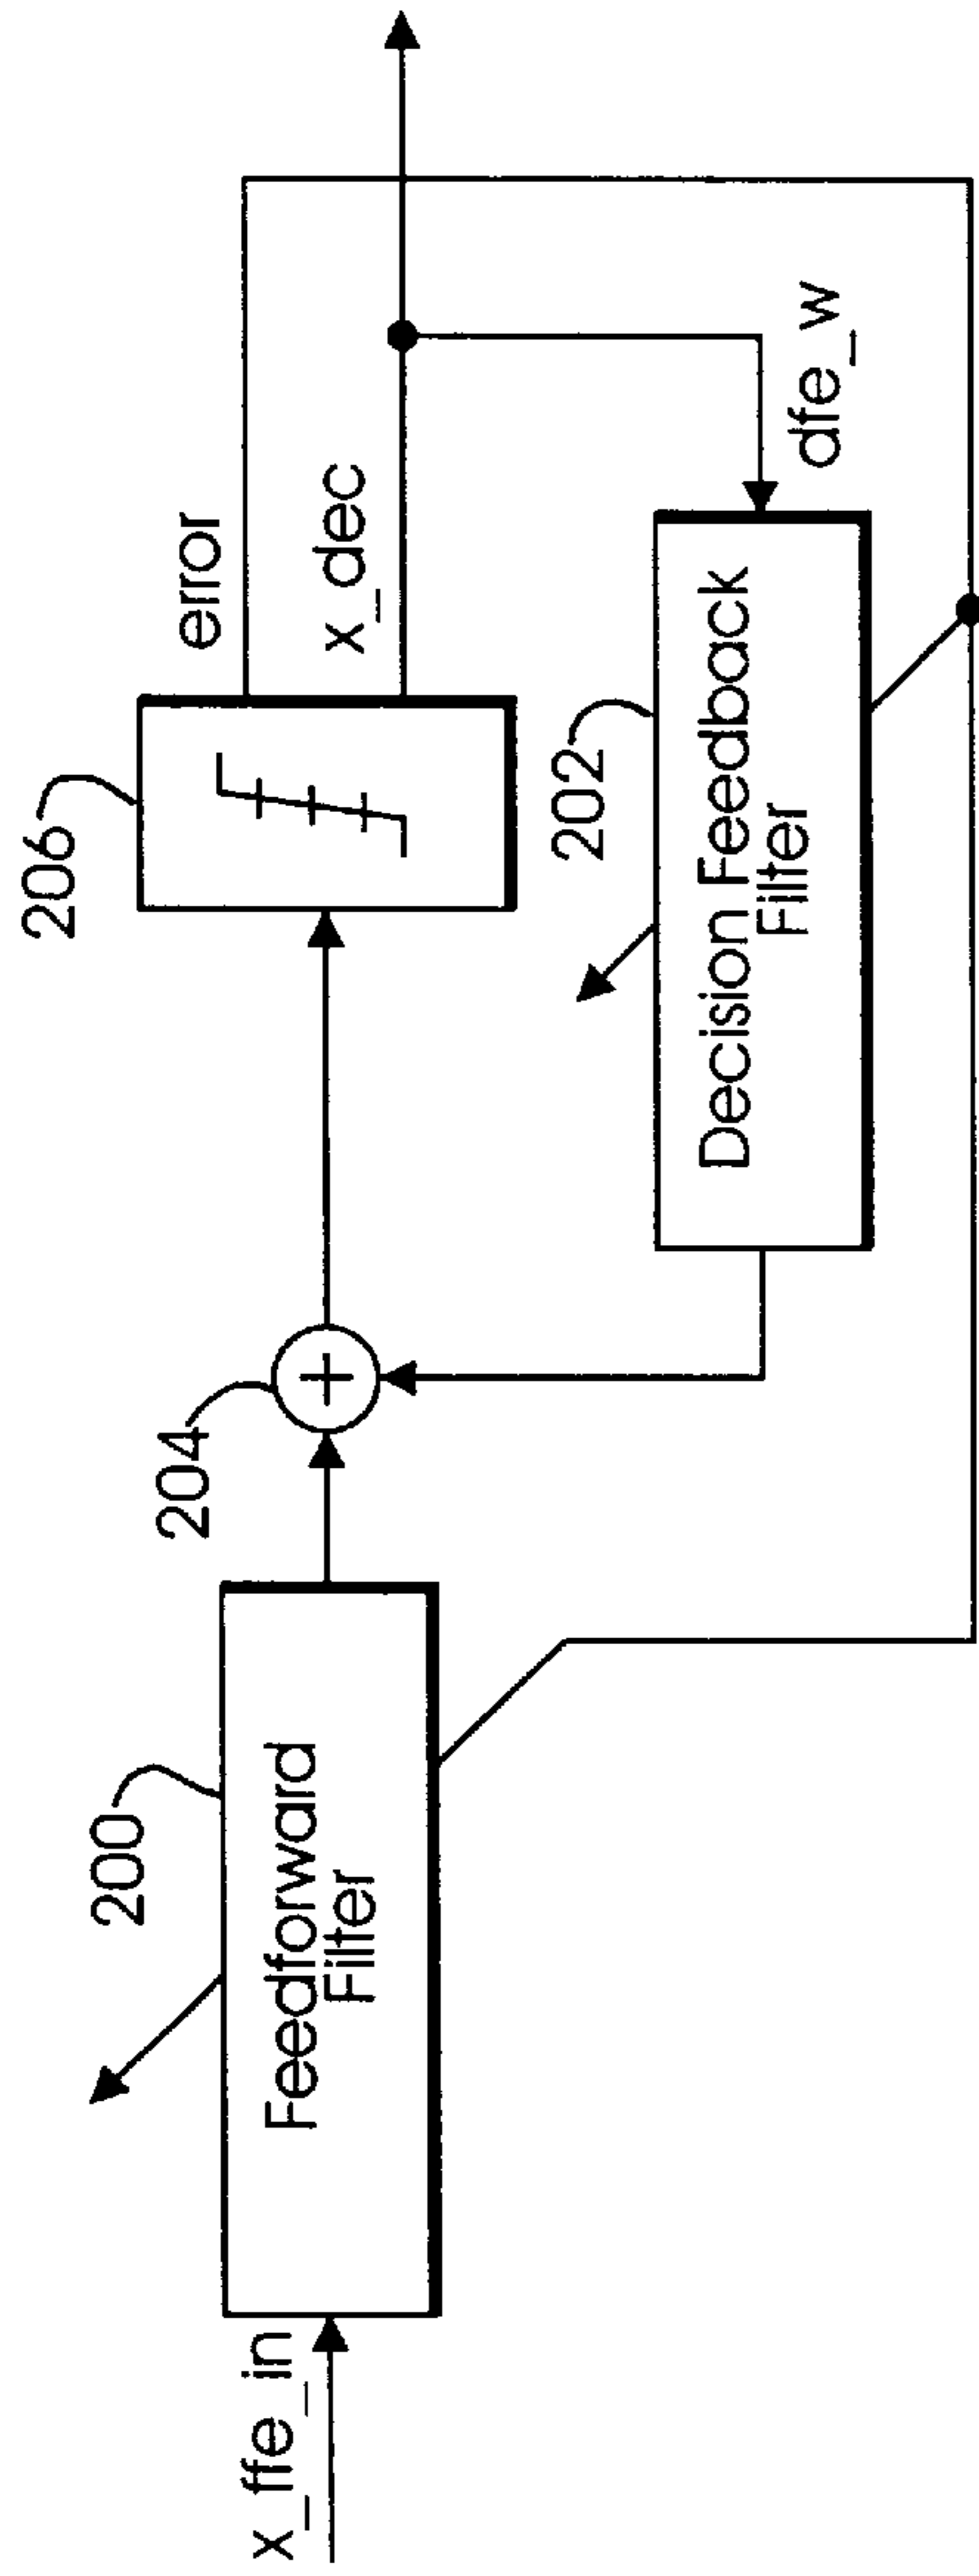 x_ffe_in
200
Feedforward
Filter
204
+
206
error
x_dec
202
Decision Feedback
Filter
dfe_w